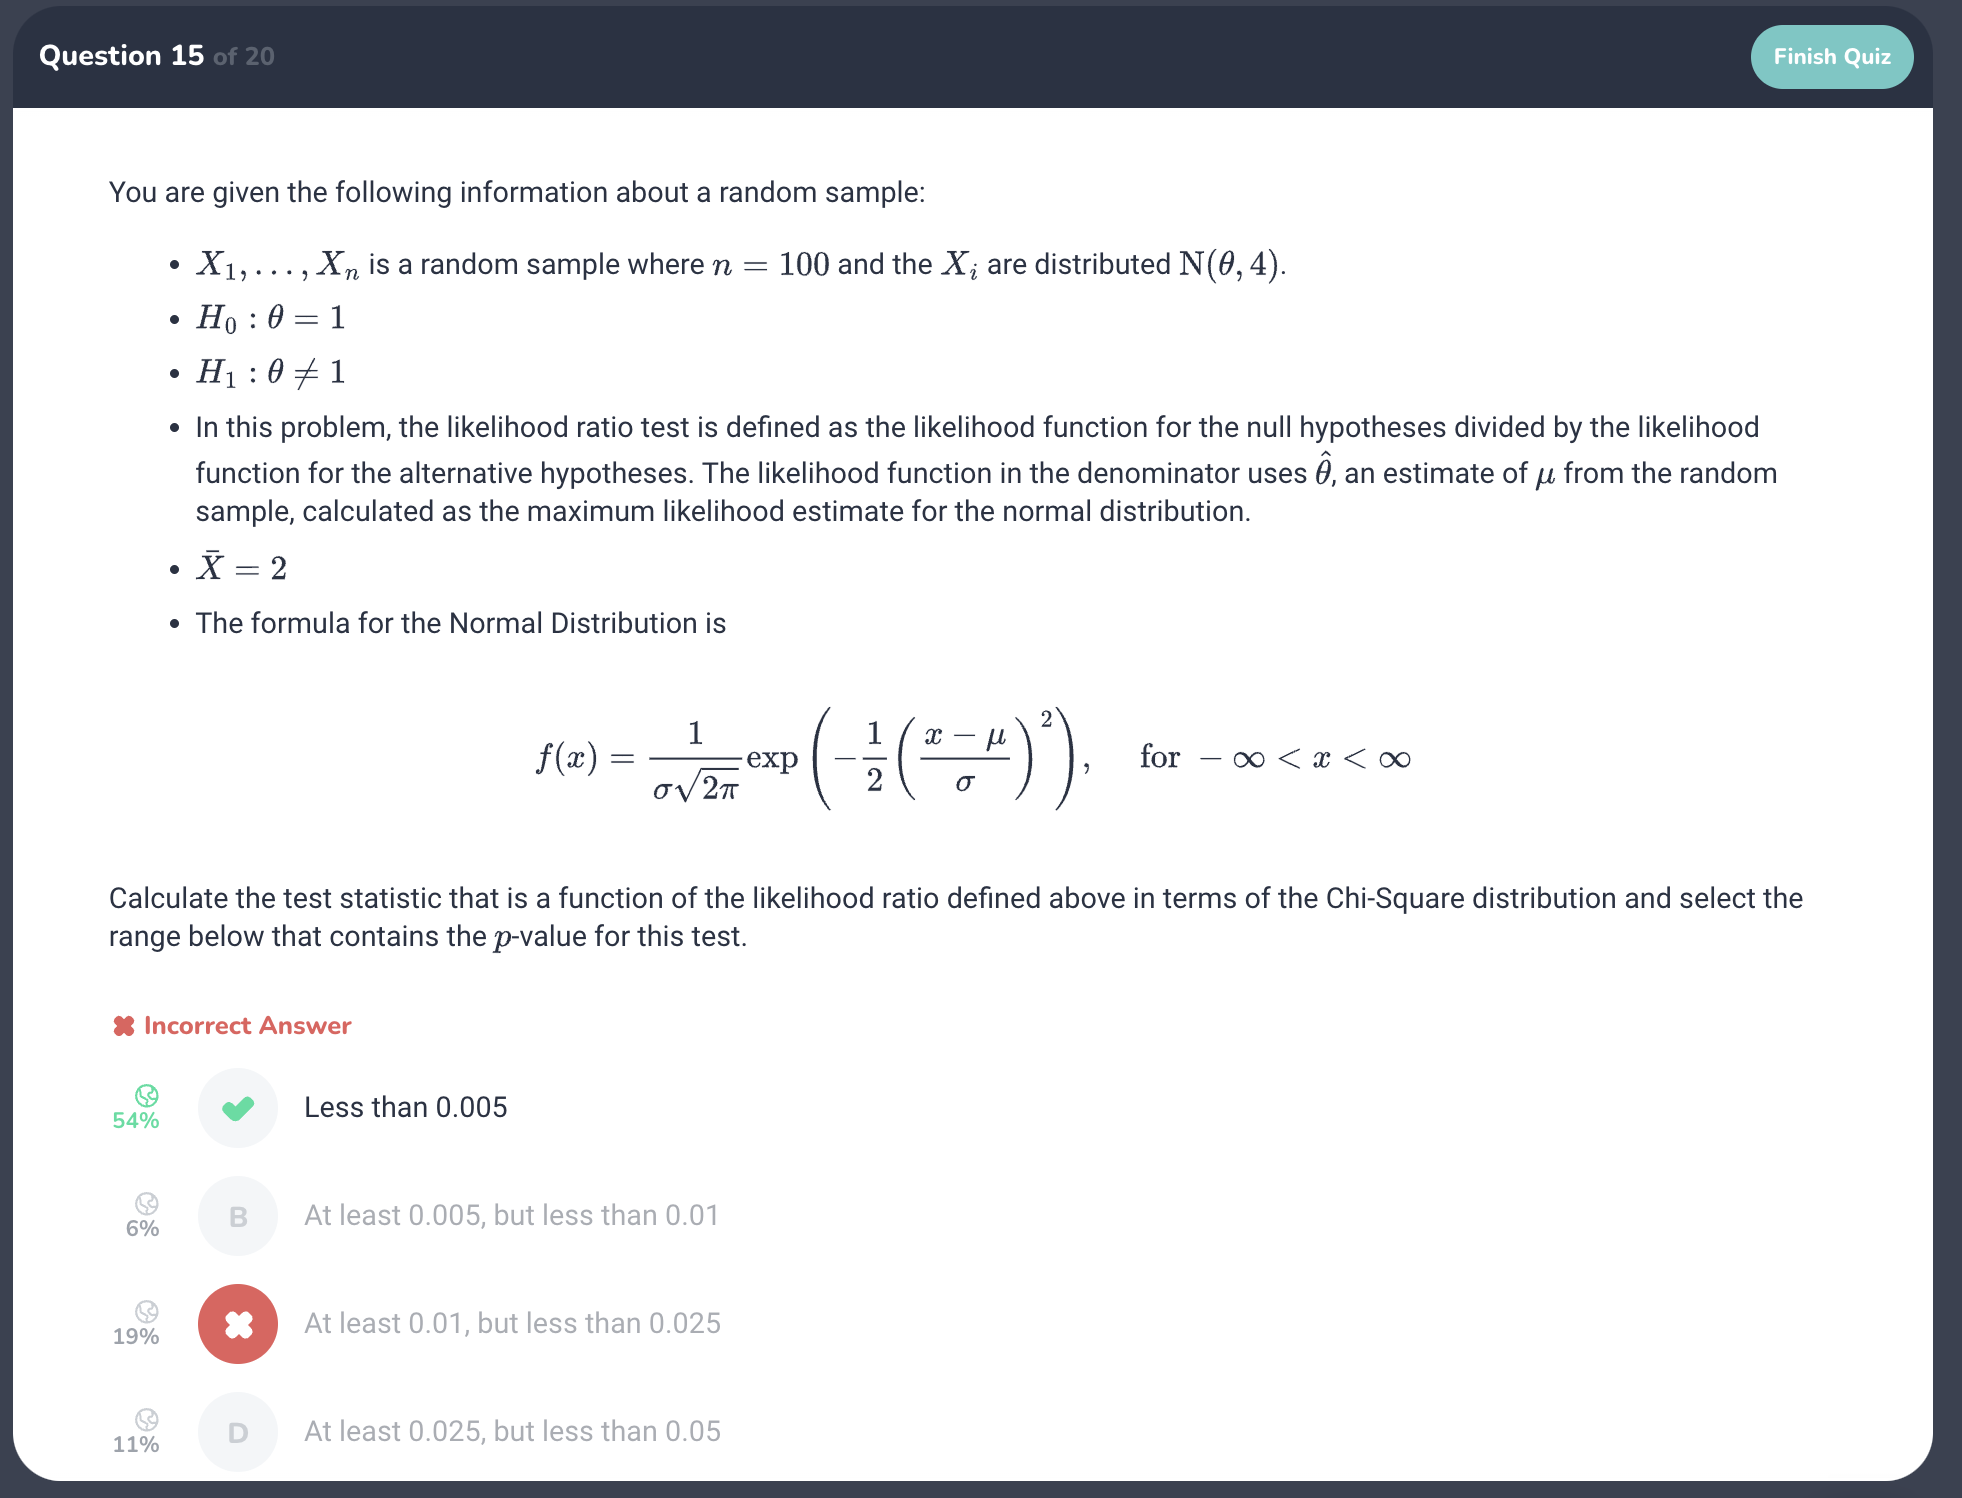 Question 15 of 20
Finish Quiz
You are given the following information about a random sample:
• X₁, . . . , Xₙ is a random sample where n = 100 and the Xᵢ are distributed N(θ, 4).
• H₀ : θ = 1
• H₁ : θ ≠ 1
• In this problem, the likelihood ratio test is defined as the likelihood function for the null hypotheses divided by the likelihood
function for the alternative hypotheses. The likelihood function in the denominator uses θ̂, an estimate of μ from the random
sample, calculated as the maximum likelihood estimate for the normal distribution.
• X̄ = 2
• The formula for the Normal Distribution is
f(x) = \frac{1}{σ\sqrt{2π}} exp(-\frac{1}{2}(\frac{x − μ}{σ})^2), for − ∞ < x < ∞
Calculate the test statistic that is a function of the likelihood ratio defined above in terms of the Chi-Square distribution and select the
range below that contains the p-value for this test.
Incorrect Answer
54%
Less than 0.005
6%
B
At least 0.005, but less than 0.01
19%
At least 0.01, but less than 0.025
11%
D
At least 0.025, but less than 0.05